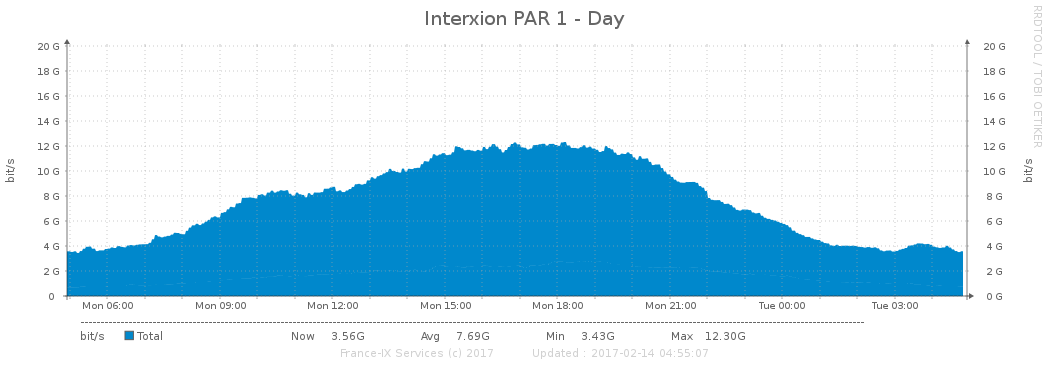 Interxion PAR 1 - Day
RRDTOOL / TOBI OETIKER
20 G 20 G
18 G 18 G
16 G 16 G
14 G 14 G
12 G 12 G
10 G 10 G
8 G 8 G
6 G 6 G
4 G 4 G
2 G 2 G
0 0 G
bit/s bit/s
Mon 06:00 Mon 09:00 Mon 12:00 Mon 15:00 Mon 18:00 Mon 21:00 Tue 00:00 Tue 03:00
bit/s Total Now 3.56G Avg 7.69G Min 3.43G Max 12.30G
France-IX Services (c) 2017 Updated : 2017-02-14 04:55:07